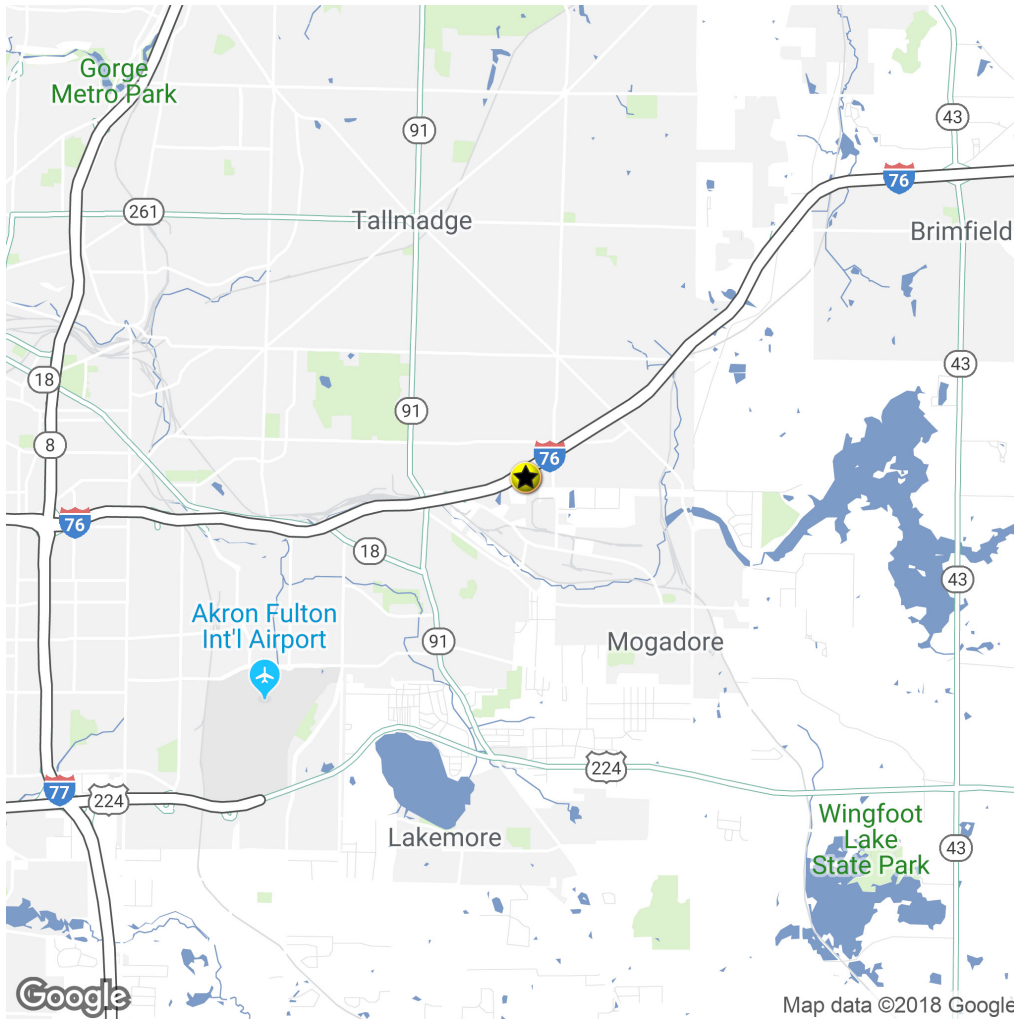 Gorge
Metro Park
91
43
76
261
Tallmadge
Brimfield
18
43
91
8
76
76
18
43
Akron Fulton
Int'l Airport
91
Mogadore
77
224
224
Wingfoot
Lake
State Park
Lakemore
43
Google
Map data ©2018 Google